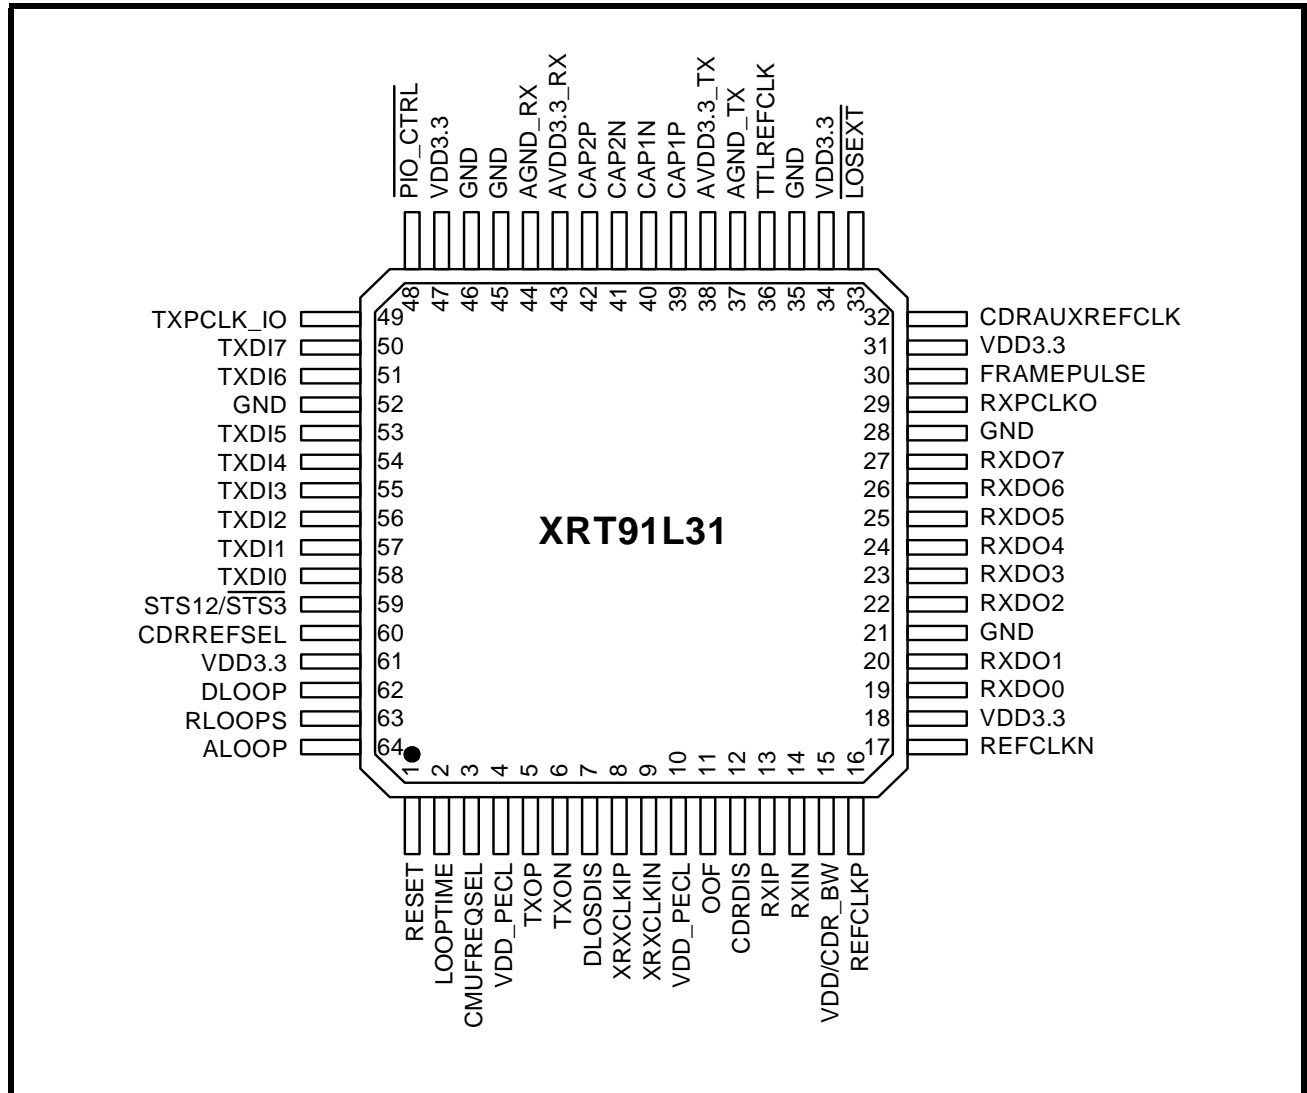 PIO_CTRL
VDD3.3
GND
GND
AGND_RX
AVDD3.3_RX
CAP2P
CAP2N
CAP1N
CAP1P
AVDD3.3_TX
AGND_TX
TTLREFCLK
GND
VDD3.3
LOSEXT
48
47
46
45
44
43
42
41
40
39
38
37
36
35
34
33
TXPCLK_IO 49
TXDI7 50
TXDI6 51
GND 52
TXDI5 53
TXDI4 54
TXDI3 55
TXDI2 56
TXDI1 57
TXDI0 58
STS12/STS3 59
CDRREFSEL 60
VDD3.3 61
DLOOP 62
RLOOPS 63
ALOOP 64
XRT91L31
32 CDRAUXREFCLK
31 VDD3.3
30 FRAMEPULSE
29 RXPCLKO
28 GND
27 RXDO7
26 RXDO6
25 RXDO5
24 RXDO4
23 RXDO3
22 RXDO2
21 GND
20 RXDO1
19 RXDO0
18 VDD3.3
17 REFCLKN
1
2
3
4
5
6
7
8
9
10
11
12
13
14
15
16
RESET
LOOPTIME
CMUFREQSEL
VDD_PECL
TXOP
TXON
DLOSDIS
XRXCLKIP
XRXCLKIN
VDD_PECL
OOF
CDRDIS
RXIP
RXIN
VDD/CDR_BW
REFCLKP